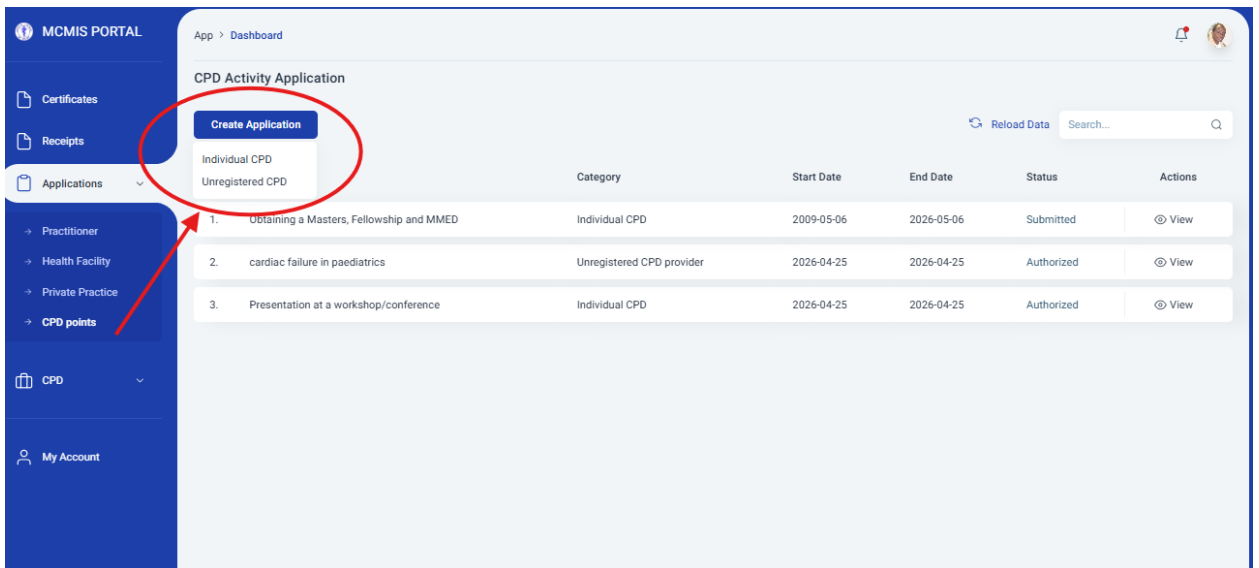 MCMIS PORTAL
App > Dashboard
CPD Activity Application
Certificates
Receipts
Applications
→ Practitioner
→ Health Facility
→ Private Practice
→ CPD points
CPD
My Account
Create Application
Individual CPD
Unregistered CPD
Reload Data
Search...
Category Start Date End Date Status Actions
1. Obtaining a Masters, Fellowship and MMED Individual CPD 2009-05-06 2026-05-06 Submitted View
2. cardiac failure in paediatrics Unregistered CPD provider 2026-04-25 2026-04-25 Authorized View
3. Presentation at a workshop/conference Individual CPD 2026-04-25 2026-04-25 Authorized View